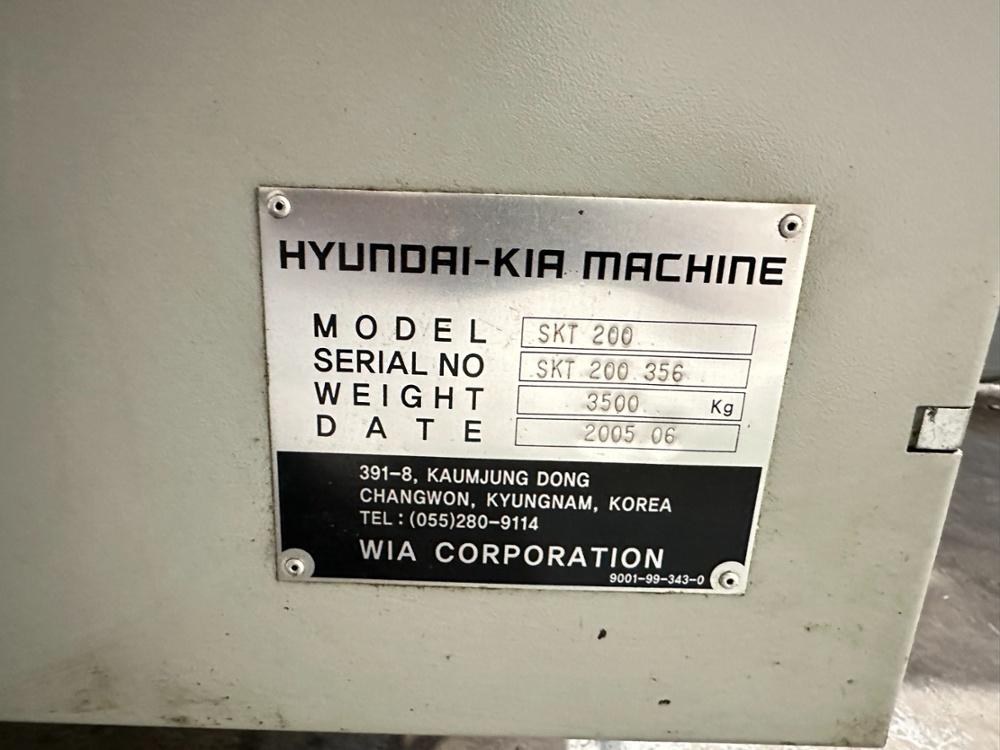 HYUNDAI-KIA MACHINE
MODEL SKT 200
SERIAL NO SKT 200 356
WEIGHT 3500 Kg
DATE 2005.06
391-8, KAUMJUNG DONG
CHANGWON, KYUNGNAM, KOREA
TEL : (055)280-9114
WIA CORPORATION
9001-99-343-0